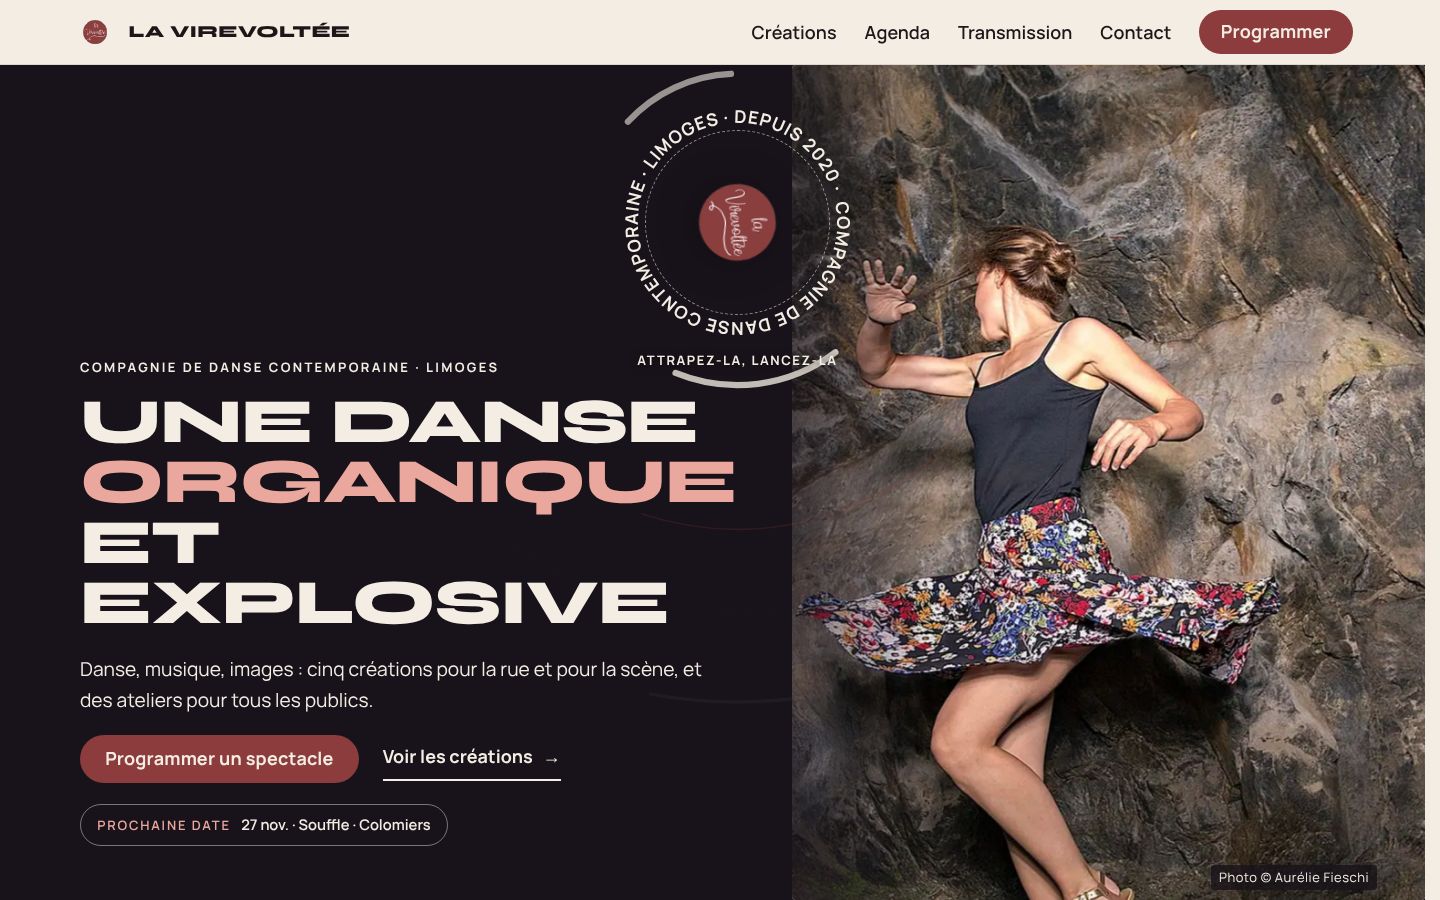 LA VIREVOLTÉE
Créations
Agenda
Transmission
Contact
Programmer
COMPAGNIE DE DANSE CONTEMPORAINE · LIMOGES · DEPUIS 2020 ·
la
Virevoltée
ATTRAPEZ-LA, LANCEZ-LA
COMPAGNIE DE DANSE CONTEMPORAINE · LIMOGES
UNE DANSE
ORGANIQUE
ET
EXPLOSIVE
Danse, musique, images : cinq créations pour la rue et pour la scène, et
des ateliers pour tous les publics.
Programmer un spectacle
Voir les créations →
PROCHAINE DATE 27 nov. · Souffle · Colomiers
Photo © Aurélie Fieschi